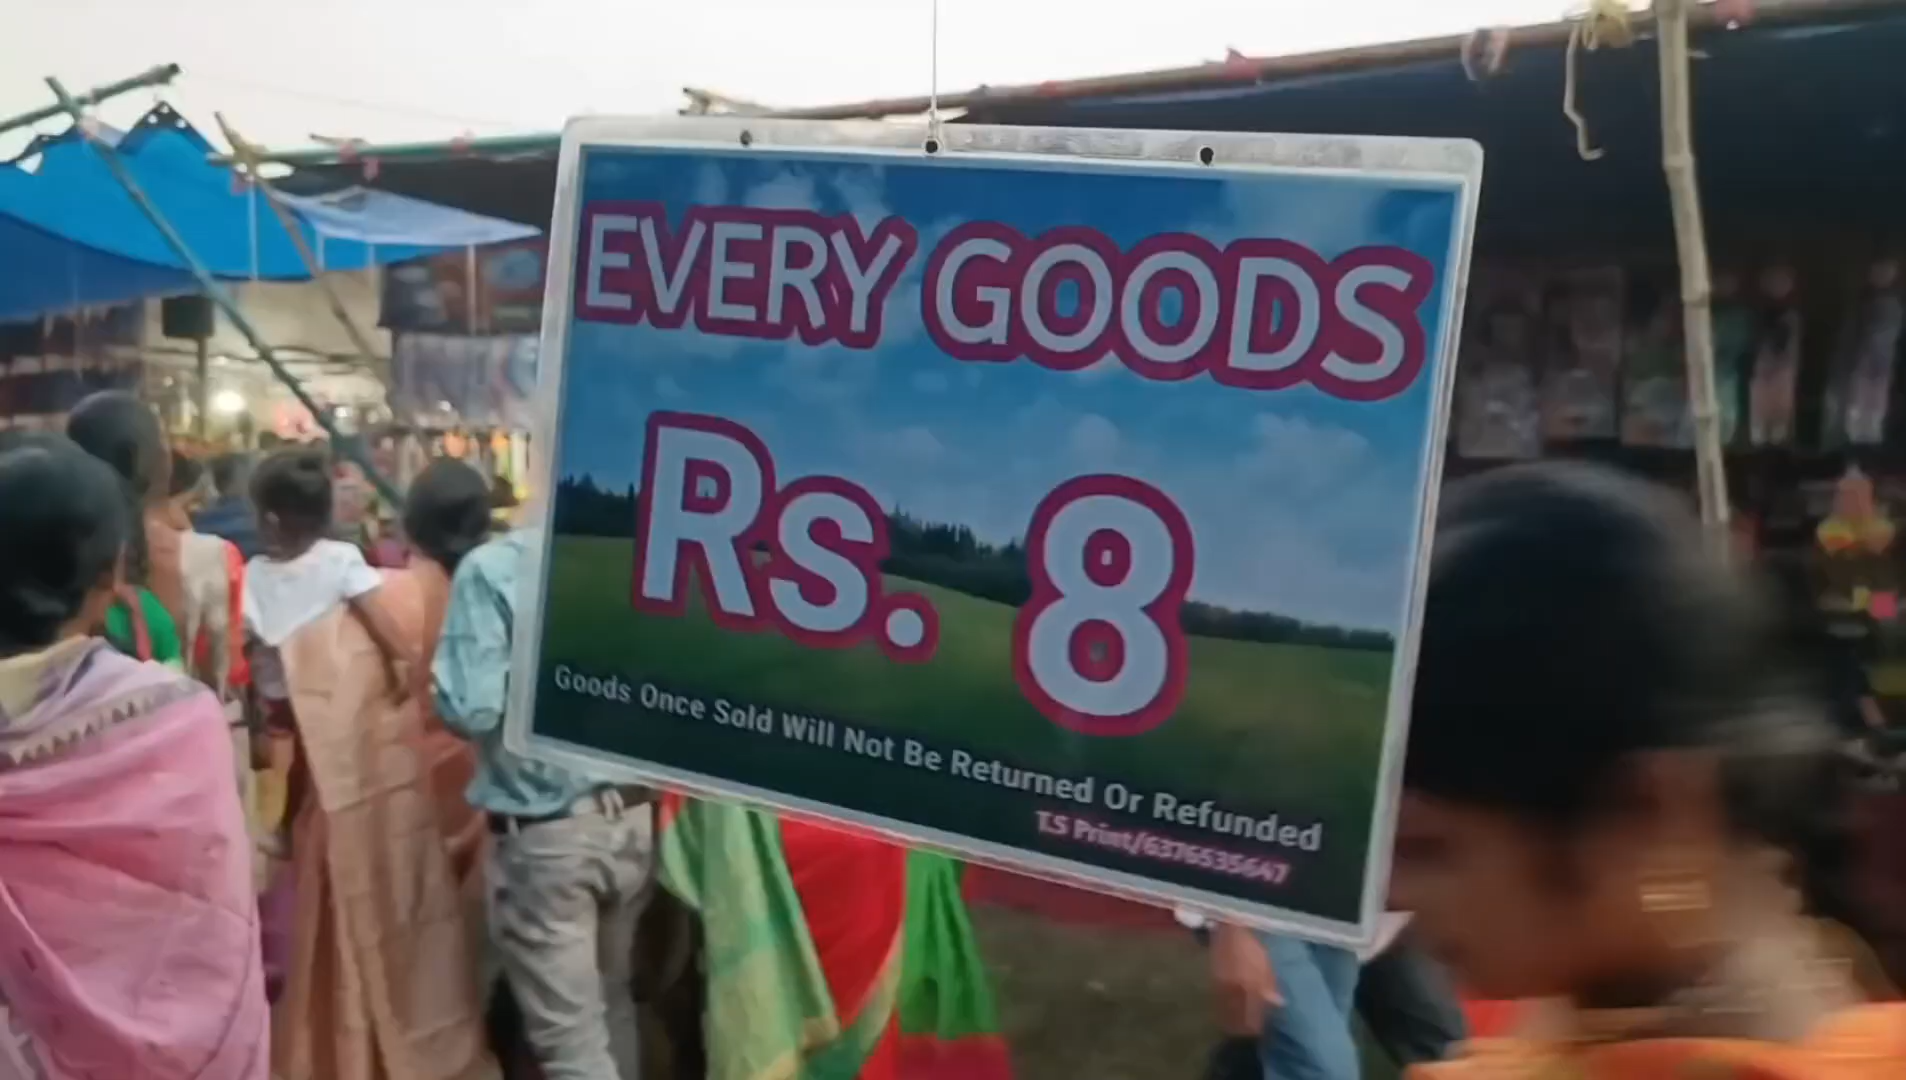 EVERY GOODS
Rs. 8
Goods Once Sold Will Not Be Returned Or Refunded
T.S Print/6376535647